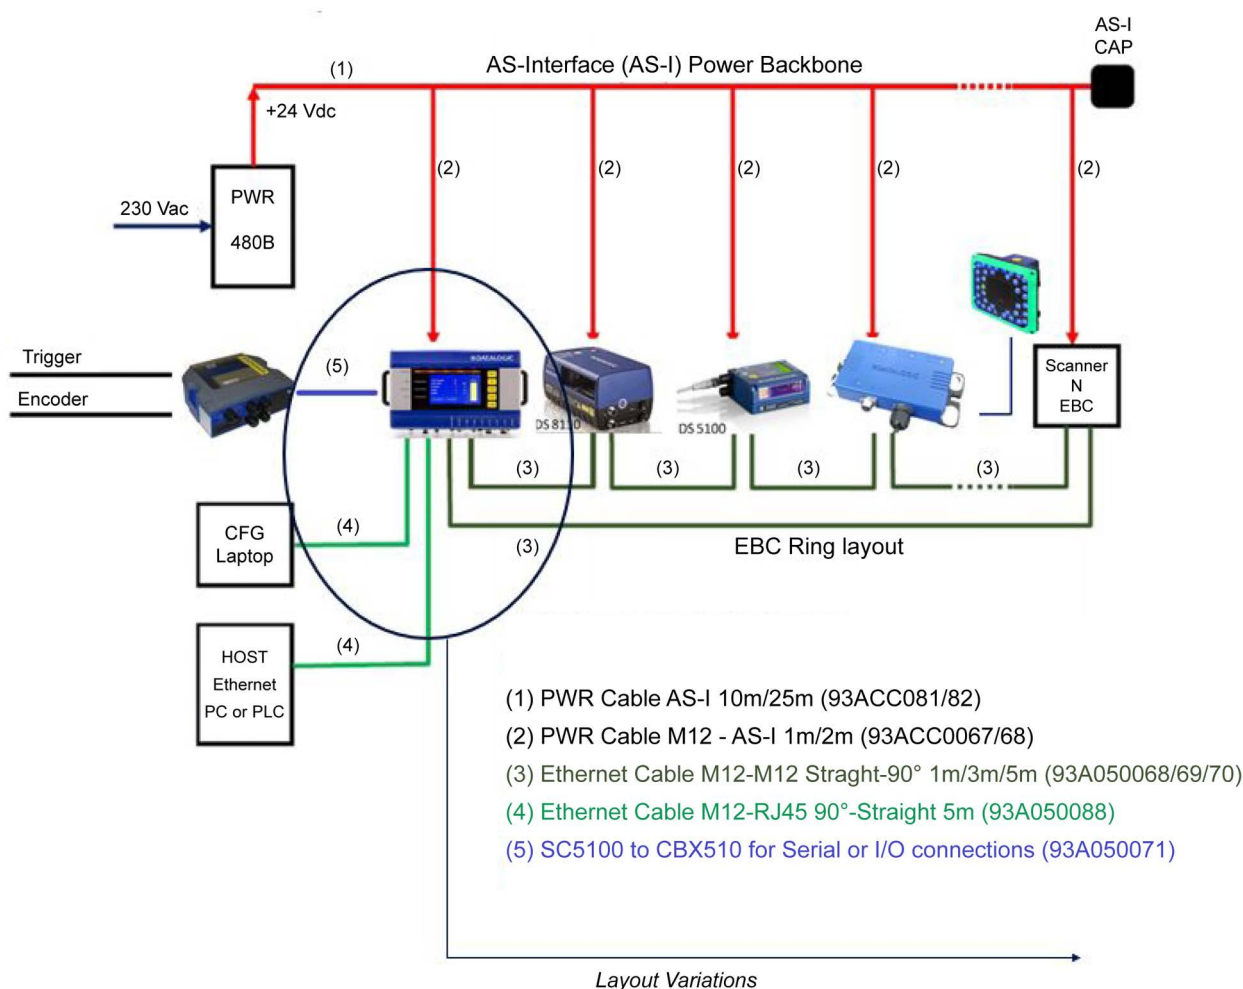 AS-I
CAP
(1)
AS-Interface (AS-I) Power Backbone
+24 Vdc
(2)
(2)
(2)
(2)
(2)
PWR
480B
230 Vac
Trigger
Encoder
(5)
DATALOGIC
DS 8110
DS 5100
DATALOGIC
Scanner
N
EBC
(3)
(3)
(3)
(3)
CFG
Laptop
(4)
(3)
EBC Ring layout
HOST
Ethernet
PC or PLC
(4)
(1) PWR Cable AS-I 10m/25m (93ACC081/82)
(2) PWR Cable M12 - AS-I 1m/2m (93ACC0067/68)
(3) Ethernet Cable M12-M12 Straght-90° 1m/3m/5m (93A050068/69/70)
(4) Ethernet Cable M12-RJ45 90°-Straight 5m (93A050088)
(5) SC5100 to CBX510 for Serial or I/O connections (93A050071)
Layout Variations